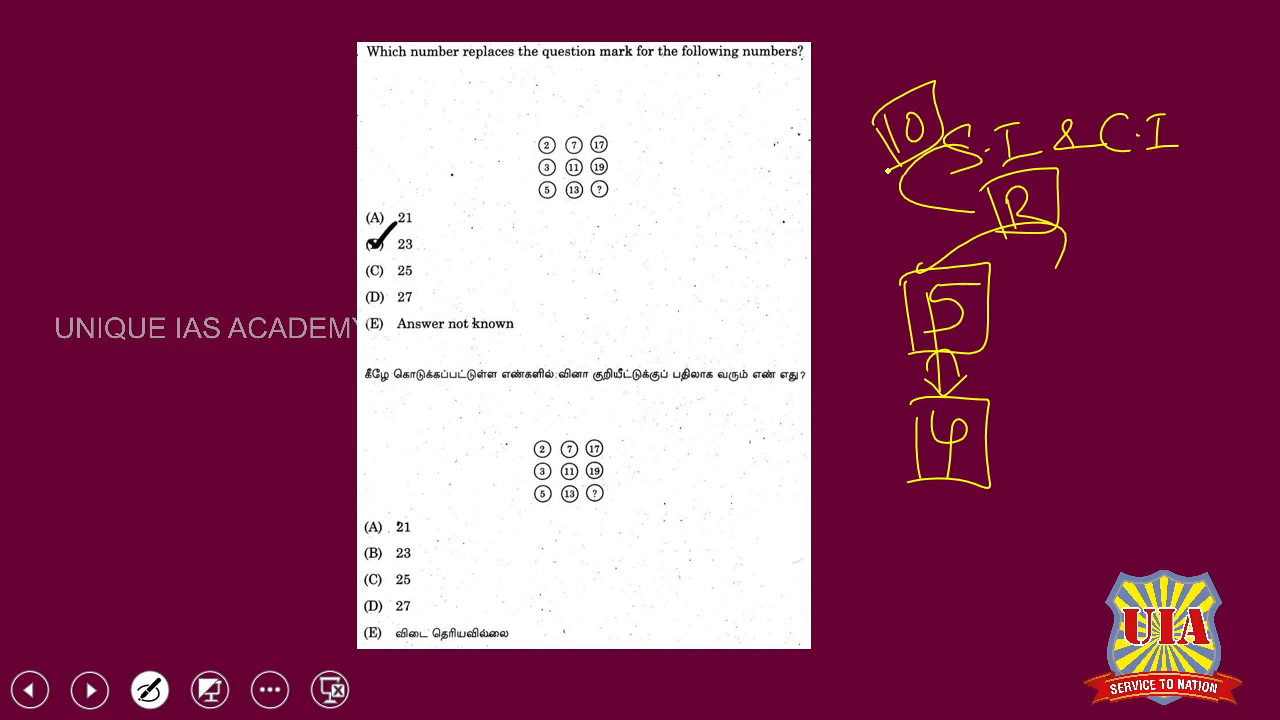 Which number replaces the question mark for the following numbers?
2 7 17
3 11 19
5 13 ?
(A) 21
23
(C) 25
(D) 27
(E) Answer not known
கீழே கொடுக்கப்பட்டுள்ள எண்களில் வினா குறியீட்டுக்குப் பதிலாக வரும் எண் எது?
2 7 17
3 11 19
5 13 ?
(A) 21
(B) 23
(C) 25
(D) 27
(E) விடை தெரியவில்லை
UNIQUE IAS ACADEMY
10 S.I & C.I
R
5
UIA
SERVICE TO NATION